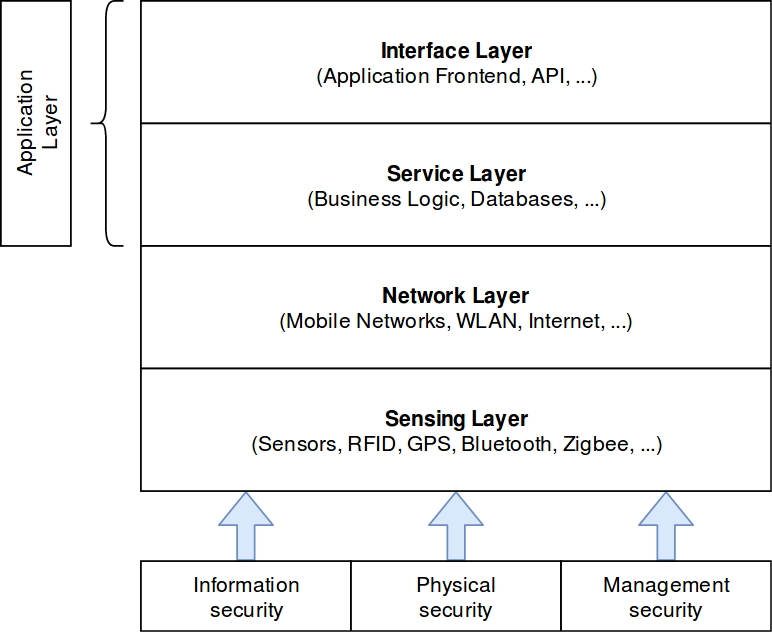 Application
Layer
Interface Layer
(Application Frontend, API, ...)
Service Layer
(Business Logic, Databases, ...)
Network Layer
(Mobile Networks, WLAN, Internet, ...)
Sensing Layer
(Sensors, RFID, GPS, Bluetooth, Zigbee, ...)
Information
security
Physical
security
Management
security